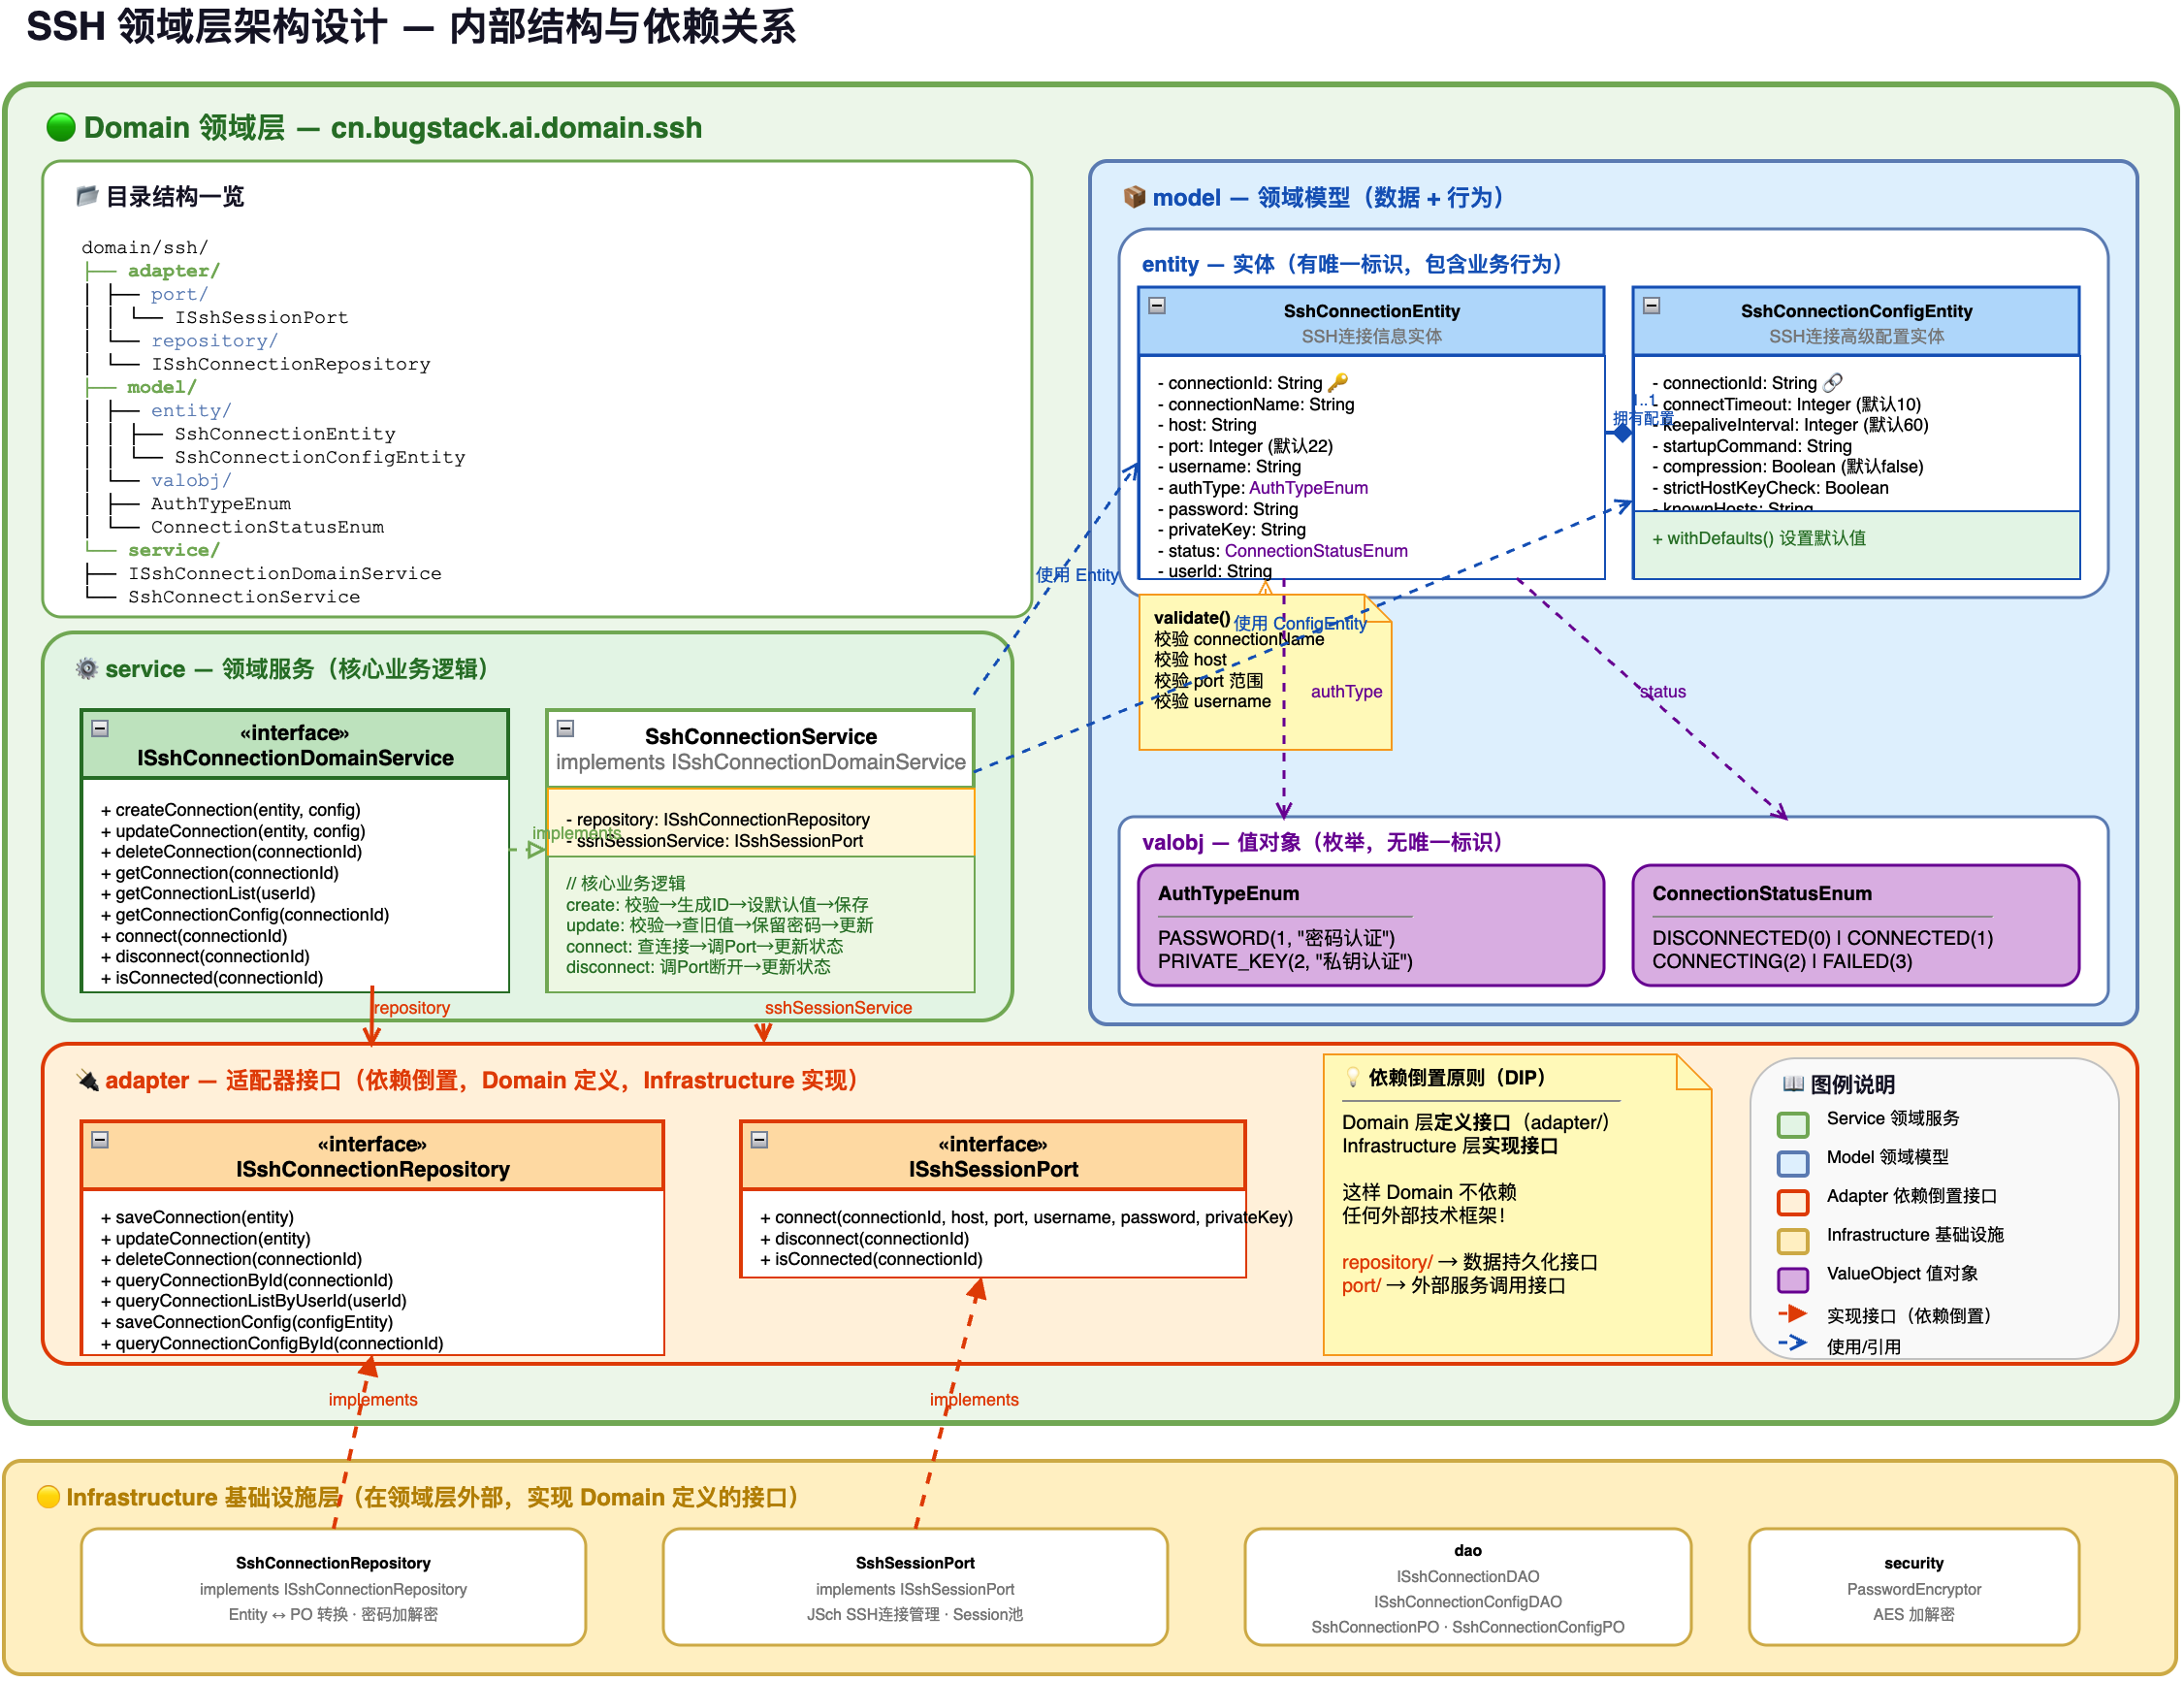 SSH 领域层架构设计 — 内部结构与依赖关系
Domain 领域层 — cn.bugstack.ai.domain.ssh
目录结构一览
domain/ssh/
├── adapter/
│ ├── port/
│ │ └── ISshSessionPort
│ └── repository/
│ └── ISshConnectionRepository
├── model/
│ ├── entity/
│ │ ├── SshConnectionEntity
│ │ └── SshConnectionConfigEntity
│ └── valobj/
│ ├── AuthTypeEnum
│ └── ConnectionStatusEnum
└── service/
├── ISshConnectionDomainService
└── SshConnectionService
model — 领域模型（数据 + 行为）
entity — 实体（有唯一标识，包含业务行为）
SshConnectionEntity
SSH连接信息实体
- connectionId: String
- connectionName: String
- host: String
- port: Integer (默认22)
- username: String
- authType: AuthTypeEnum
- password: String
- privateKey: String
- status: ConnectionStatusEnum
- userId: String
1..1
拥有配置
SshConnectionConfigEntity
SSH连接高级配置实体
- connectionId: String
- connectTimeout: Integer (默认10)
- keepaliveInterval: Integer (默认60)
- startupCommand: String
- compression: Boolean (默认false)
- strictHostKeyCheck: Boolean
- knownHosts: String
+ withDefaults() 设置默认值
使用 Entity
使用 ConfigEntity
validate()
校验 connectionName
校验 host
校验 port 范围
校验 username
authType
status
valobj — 值对象（枚举，无唯一标识）
AuthTypeEnum
PASSWORD(1, "密码认证")
PRIVATE_KEY(2, "私钥认证")
ConnectionStatusEnum
DISCONNECTED(0) | CONNECTED(1)
CONNECTING(2) | FAILED(3)
service — 领域服务（核心业务逻辑）
«interface»
ISshConnectionDomainService
+ createConnection(entity, config)
+ updateConnection(entity, config)
+ deleteConnection(connectionId)
+ getConnection(connectionId)
+ getConnectionList(userId)
+ getConnectionConfig(connectionId)
+ connect(connectionId)
+ disconnect(connectionId)
+ isConnected(connectionId)
implements
SshConnectionService
implements ISshConnectionDomainService
- repository: ISshConnectionRepository
- sshSessionService: ISshSessionPort
// 核心业务逻辑
create: 校验→生成ID→设默认值→保存
update: 校验→查旧值→保留密码→更新
connect: 查连接→调Port→更新状态
disconnect: 调Port断开→更新状态
repository
sshSessionService
adapter — 适配器接口（依赖倒置，Domain 定义，Infrastructure 实现）
«interface»
ISshConnectionRepository
+ saveConnection(entity)
+ updateConnection(entity)
+ deleteConnection(connectionId)
+ queryConnectionById(connectionId)
+ queryConnectionListByUserId(userId)
+ saveConnectionConfig(configEntity)
+ queryConnectionConfigById(connectionId)
«interface»
ISshSessionPort
+ connect(connectionId, host, port, username, password, privateKey)
+ disconnect(connectionId)
+ isConnected(connectionId)
依赖倒置原则（DIP）
Domain 层定义接口（adapter/）
Infrastructure 层实现接口
这样 Domain 不依赖
任何外部技术框架！
repository/ → 数据持久化接口
port/ → 外部服务调用接口
图例说明
Service 领域服务
Model 领域模型
Adapter 依赖倒置接口
Infrastructure 基础设施
ValueObject 值对象
实现接口（依赖倒置）
使用/引用
implements
implements
Infrastructure 基础设施层（在领域层外部，实现 Domain 定义的接口）
SshConnectionRepository
implements ISshConnectionRepository
Entity ↔ PO 转换 · 密码加解密
SshSessionPort
implements ISshSessionPort
JSch SSH连接管理 · Session池
dao
ISshConnectionDAO
ISshConnectionConfigDAO
SshConnectionPO · SshConnectionConfigPO
security
PasswordEncryptor
AES 加解密